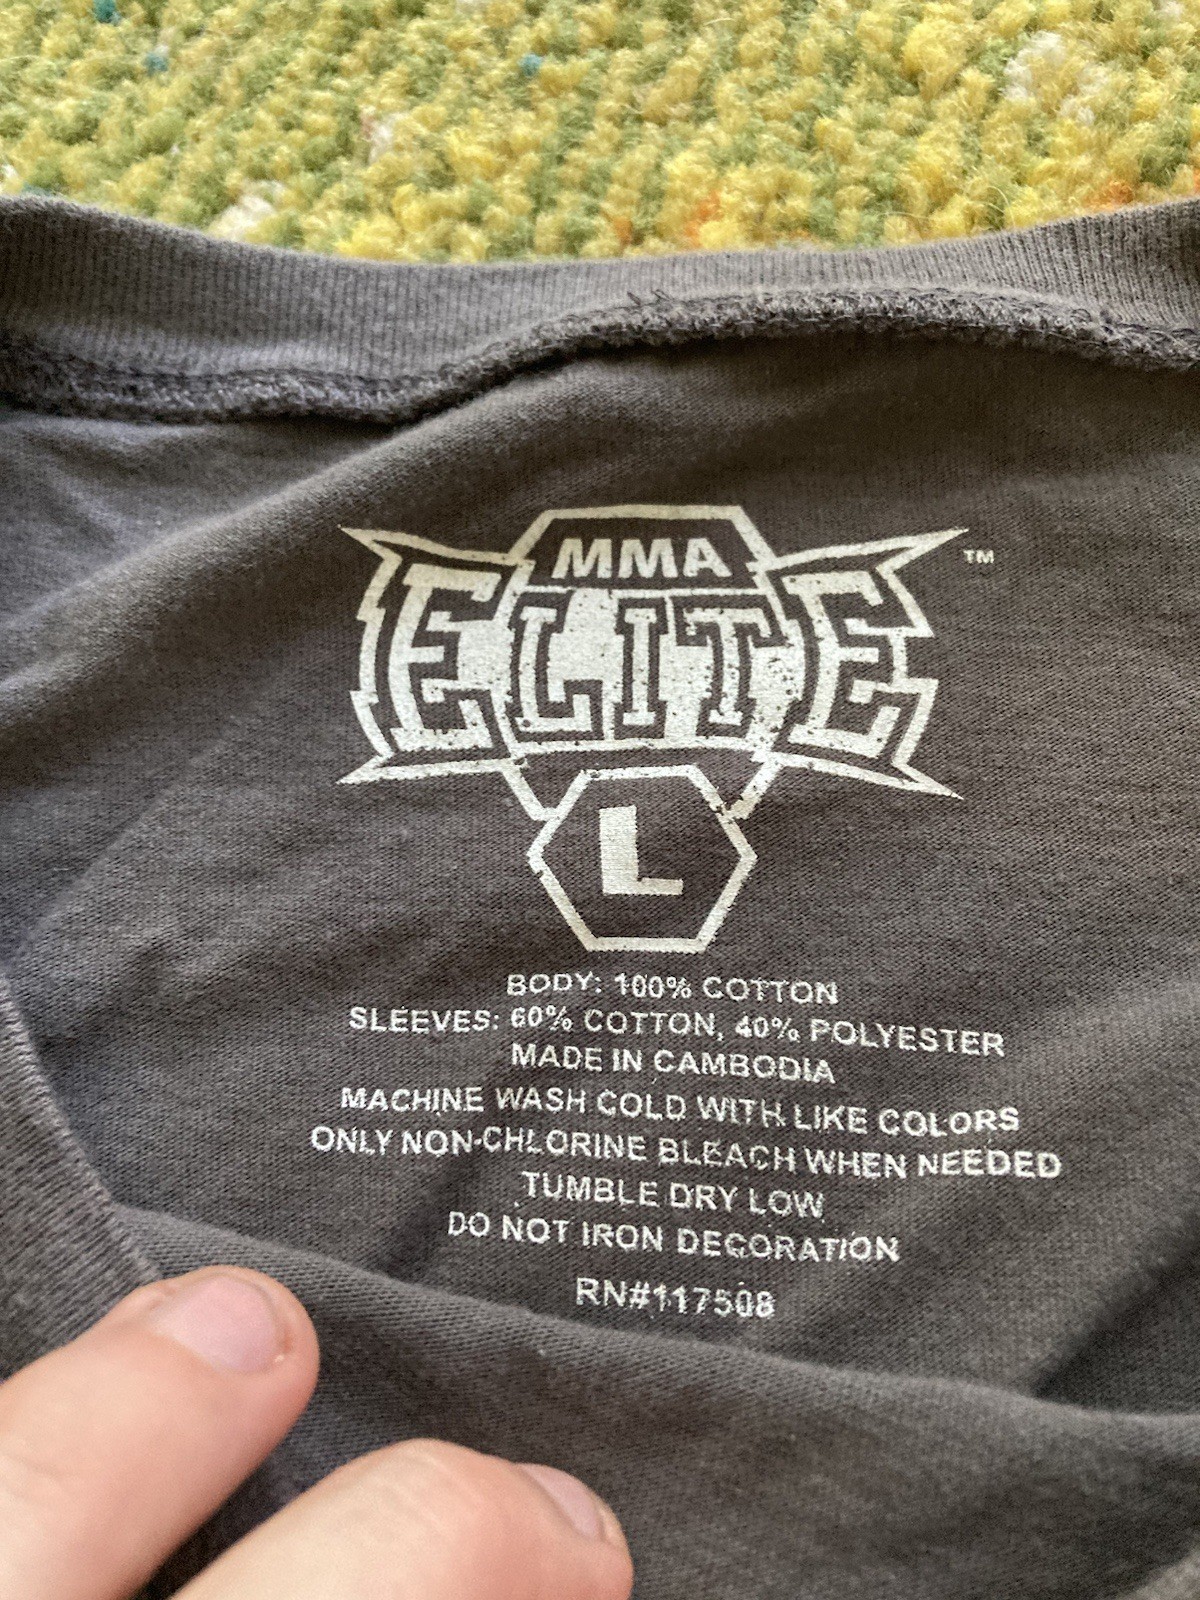 MMA
ELITE ™
L
BODY: 100% COTTON
SLEEVES: 60% COTTON, 40% POLYESTER
MADE IN CAMBODIA
MACHINE WASH COLD WITH LIKE COLORS
ONLY NON-CHLORINE BLEACH WHEN NEEDED
TUMBLE DRY LOW
DO NOT IRON DECORATION
RN#117508